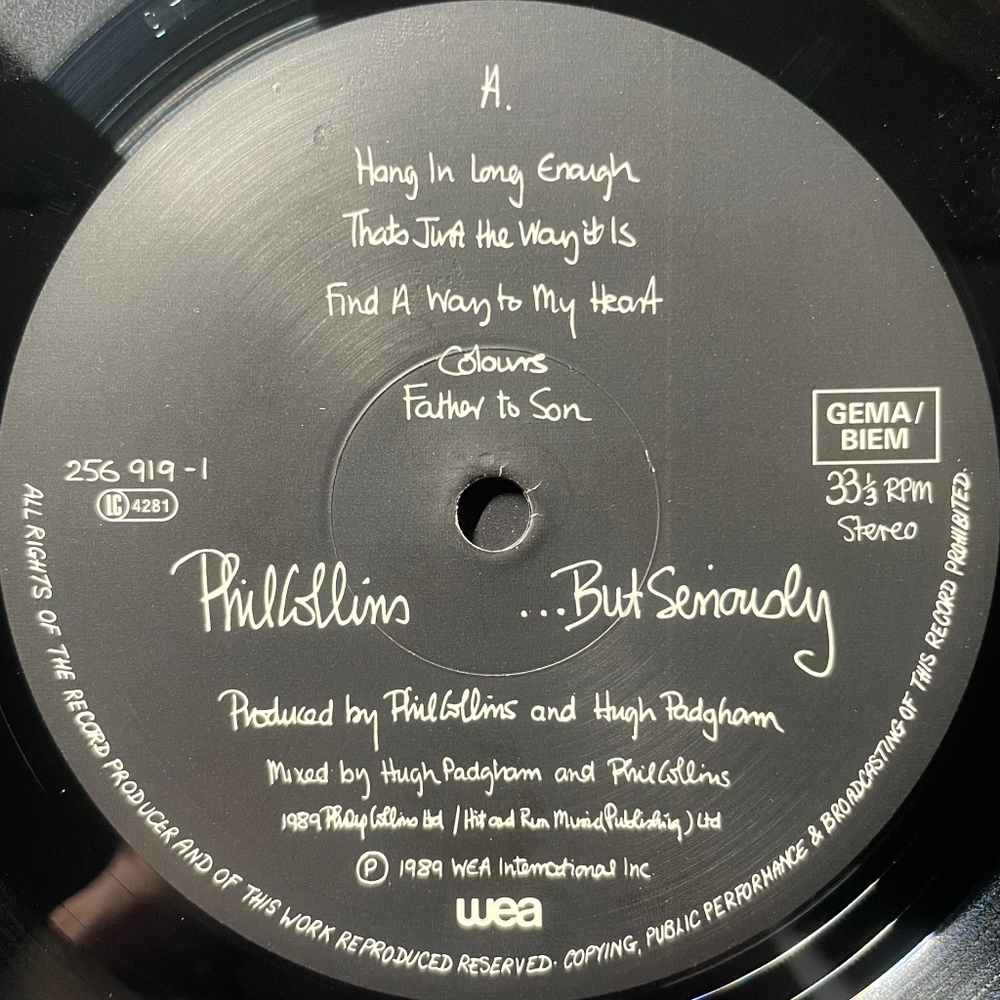 A.
Hang In Long Enough
Thats Just the Way it Is
Find A Way to My Heart
Colours
Father to Son
GEMA/
BIEM
256 919-1
LC 4281
33⅓ RPM
Stereo
Phil Collins
...But Seriously
Produced by Phil Collins and Hugh Padgham
Mixed by Hugh Padgham and Phil Collins
1989 Philip Collins Ltd / Hit and Run Music (Publishing) Ltd
Ⓟ 1989 WEA International Inc
wea
ALL RIGHTS OF THE RECORD PRODUCER AND OF THIS WORK REPRODUCED RESERVED. COPYING, PUBLIC PERFORMANCE & BROADCASTING OF THIS RECORD PROHIBITED.